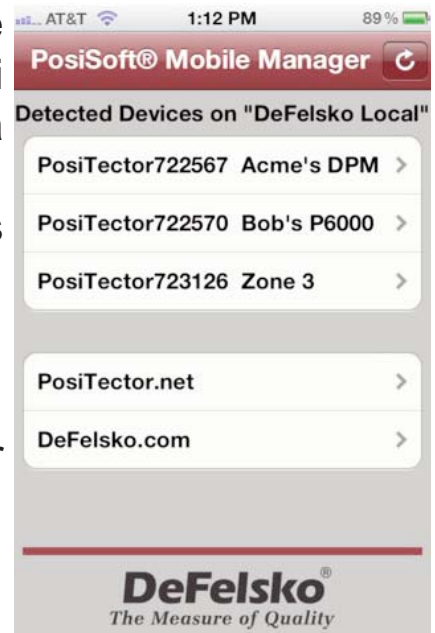 AT&T 1:12 PM 89%
PosiSoft® Mobile Manager
Detected Devices on "DeFelsko Local"
PosiTector722567 Acme's DPM
PosiTector722570 Bob's P6000
PosiTector723126 Zone 3
PosiTector.net
DeFelsko.com
DeFelsko®
The Measure of Quality